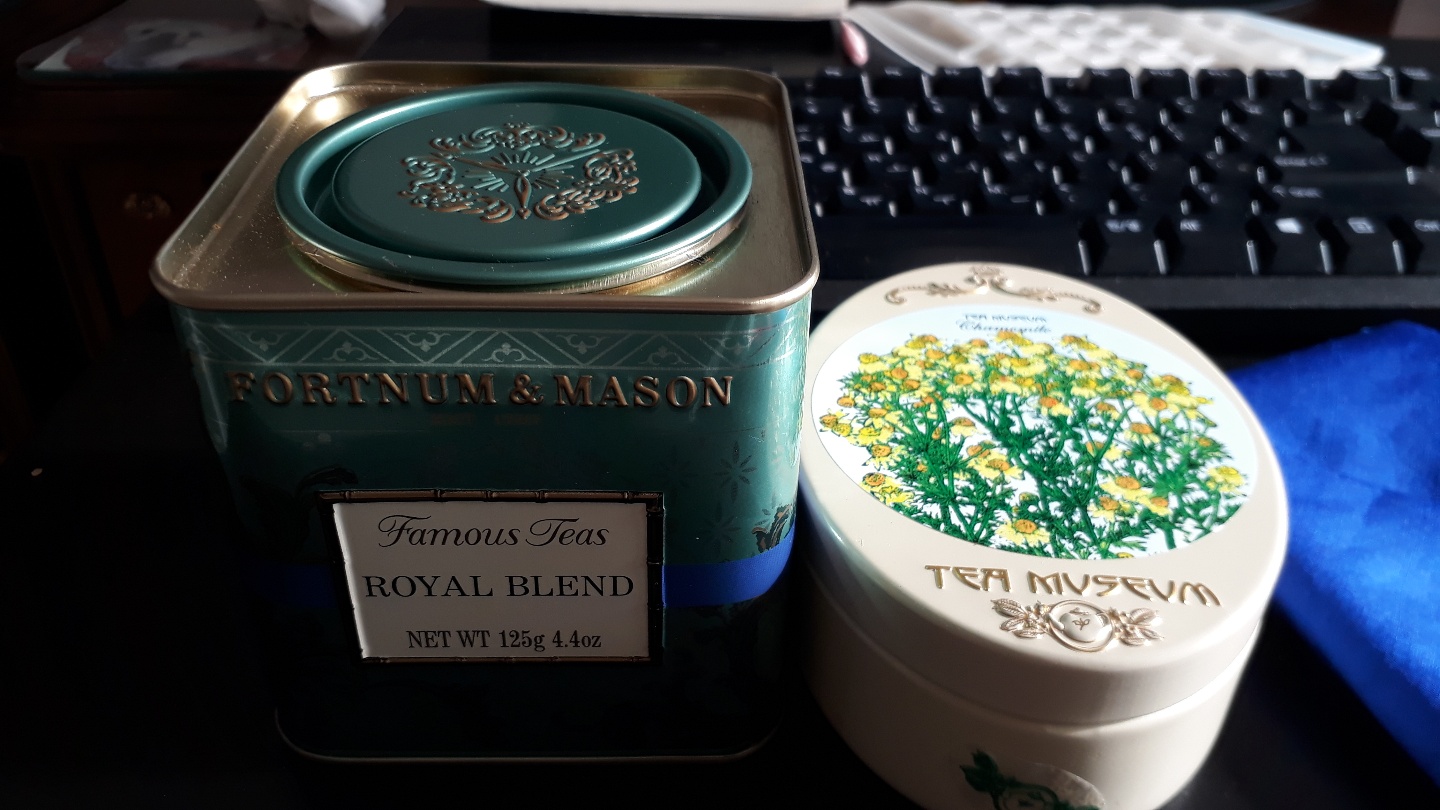 FORTNUM & MASON
Famous Teas
ROYAL BLEND
NET WT 125g 4.4oz
TEA MUSEUM
Chamomile
TEA MUSEUM